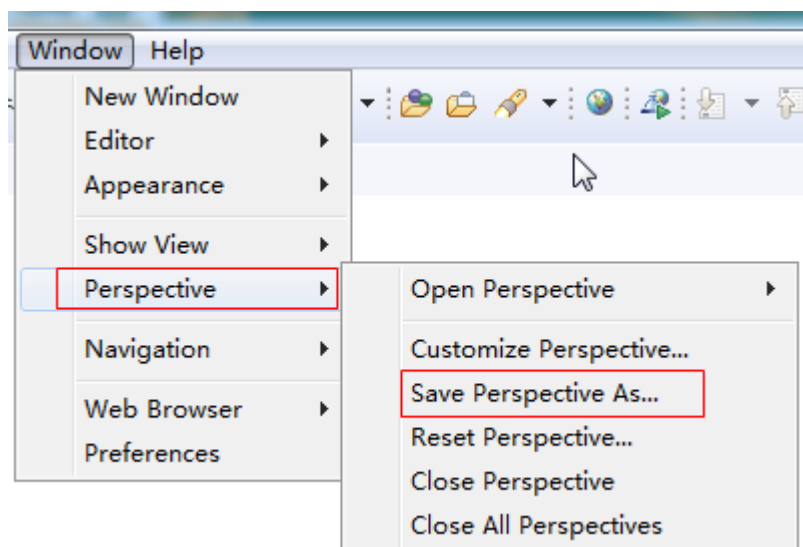 Window Help
New Window
Editor
Appearance
Show View
Perspective
Navigation
Web Browser
Preferences
Open Perspective
Customize Perspective...
Save Perspective As...
Reset Perspective...
Close Perspective
Close All Perspectives